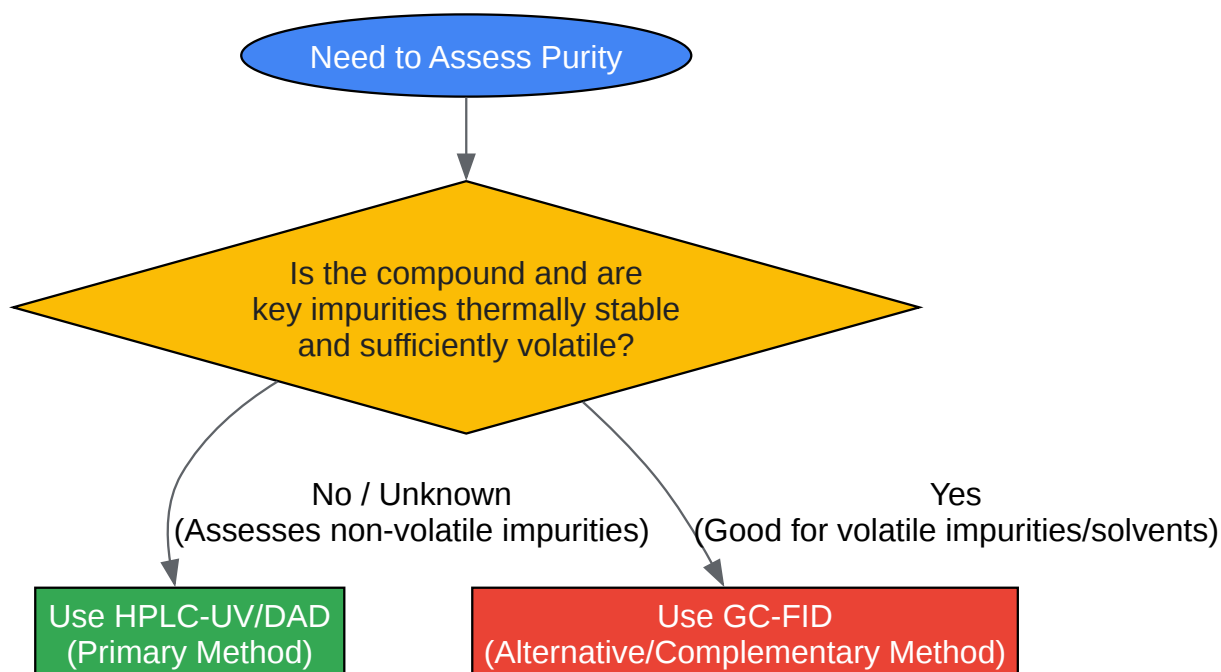 Need to Assess Purity
Is the compound and are
key impurities thermally stable
and sufficiently volatile?
No / Unknown
(Assesses non-volatile impurities)
Yes
(Good for volatile impurities/solvents)
Use HPLC-UV/DAD
(Primary Method)
Use GC-FID
(Alternative/Complementary Method)